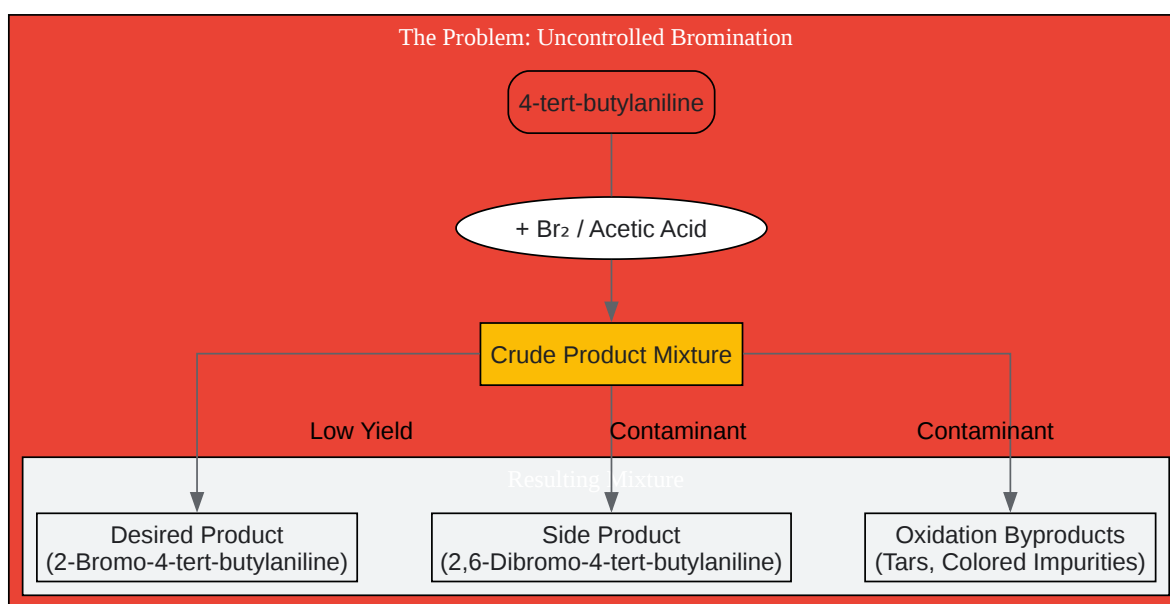 The Problem: Uncontrolled Bromination
4-tert-butylaniline
+ Br₂ / Acetic Acid
Crude Product Mixture
Low Yield
Contaminant
Contaminant
Resulting Mixture
Desired Product
(2-Bromo-4-tert-butylaniline)
Side Product
(2,6-Dibromo-4-tert-butylaniline)
Oxidation Byproducts
(Tars, Colored Impurities)